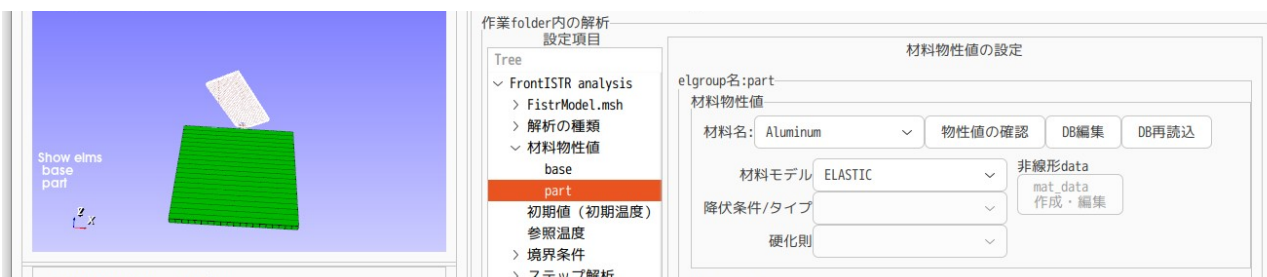 Show elms
base
part
Z
X
作業folder内の解析
設定項目
Tree
FrontISTR analysis
FistrModel.msh
解析の種類
材料物性値
base
part
初期値（初期温度）
参照温度
境界条件
ステップ解析
材料物性値の設定
elgroup名:part
材料物性値
材料名: Aluminum 物性値の確認 DB編集 DB再読込
材料モデル ELASTIC
非線形data
mat_data
作成・編集
降伏条件/タイプ
硬化則